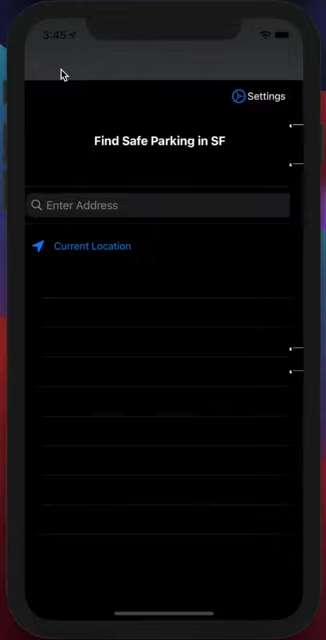 3:45
Settings
Find Safe Parking in SF
Enter Address
Current Location